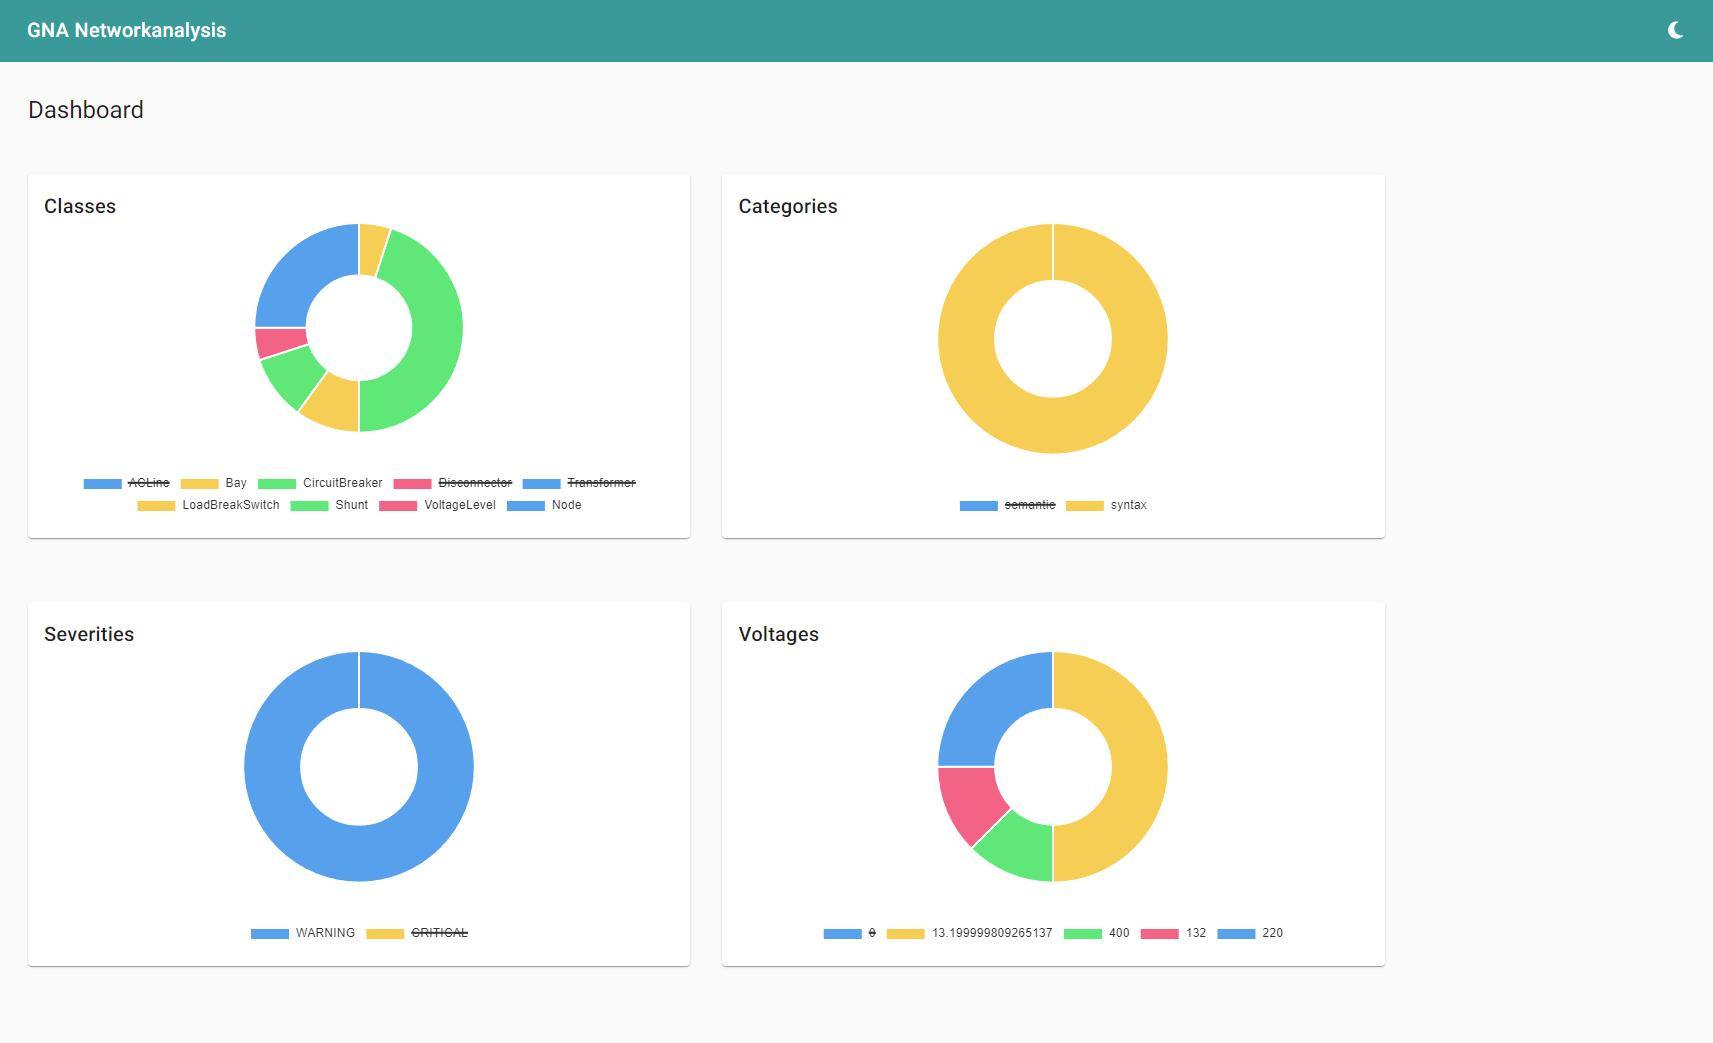 GNA Networkanalysis
Dashboard
Classes
ACLine Bay CircuitBreaker Disconnector Transformer
LoadBreakSwitch Shunt VoltageLevel Node
Categories
semantic syntax
Severities
WARNING CRITICAL
Voltages
0 13.199999809265137 400 132 220